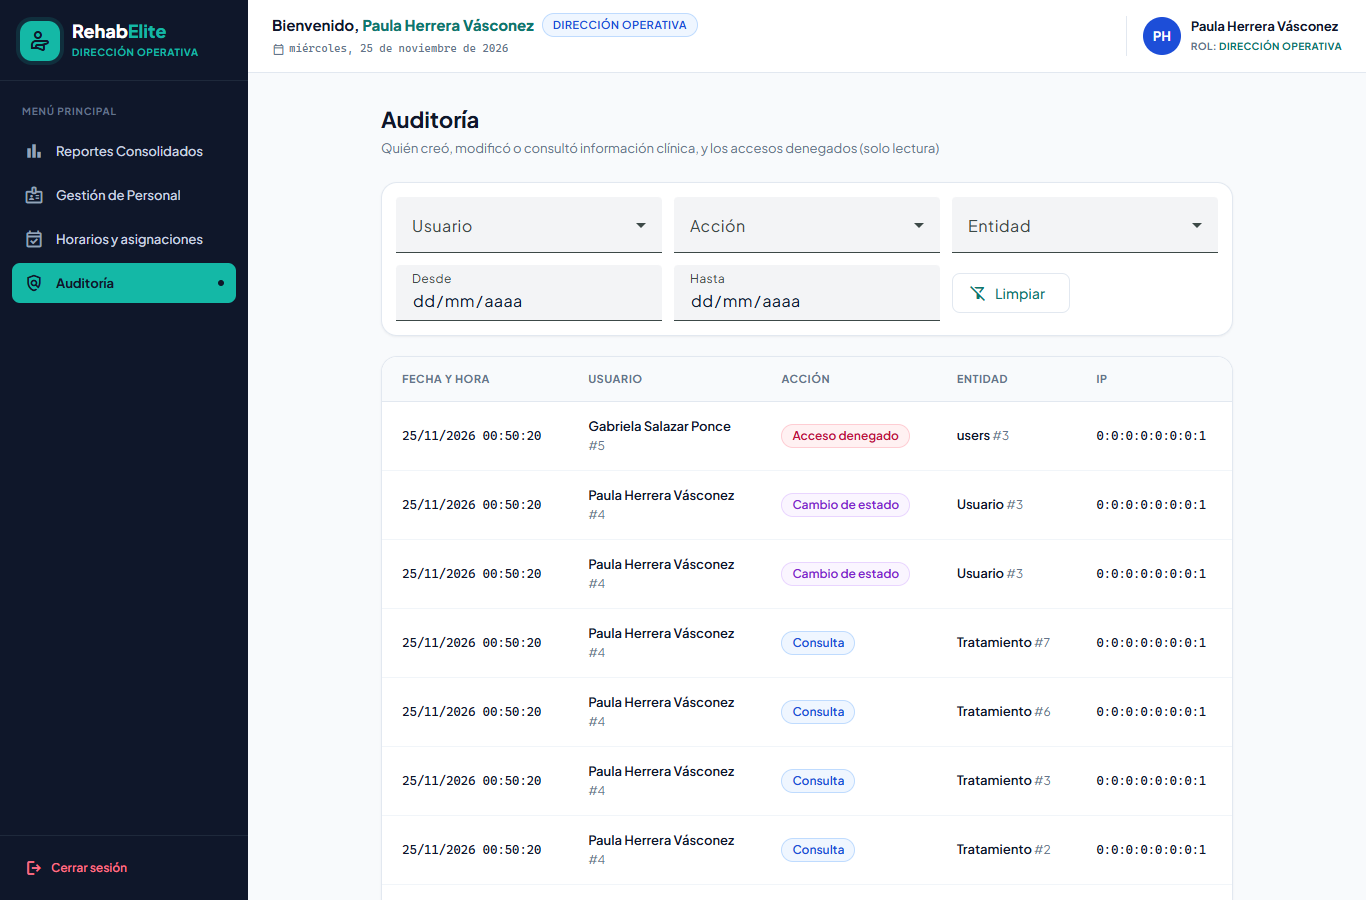 RehabElite
DIRECCIÓN OPERATIVA
MENÚ PRINCIPAL
Reportes Consolidados
Gestión de Personal
Horarios y asignaciones
Auditoría
Cerrar sesión
Bienvenido, Paula Herrera Vásconez DIRECCIÓN OPERATIVA
miércoles, 25 de noviembre de 2026
PH
Paula Herrera Vásconez
ROL: DIRECCIÓN OPERATIVA
Auditoría
Quién creó, modificó o consultó información clínica, y los accesos denegados (solo lectura)
Usuario Acción Entidad
Desde Hasta
dd/mm/aaaa dd/mm/aaaa Limpiar
FECHA Y HORA USUARIO ACCIÓN ENTIDAD IP
25/11/2026 00:50:20 Gabriela Salazar Ponce Acceso denegado users #3 0:0:0:0:0:0:0:1
#5
25/11/2026 00:50:20 Paula Herrera Vásconez Cambio de estado Usuario #3 0:0:0:0:0:0:0:1
#4
25/11/2026 00:50:20 Paula Herrera Vásconez Cambio de estado Usuario #3 0:0:0:0:0:0:0:1
#4
25/11/2026 00:50:20 Paula Herrera Vásconez Consulta Tratamiento #7 0:0:0:0:0:0:0:1
#4
25/11/2026 00:50:20 Paula Herrera Vásconez Consulta Tratamiento #6 0:0:0:0:0:0:0:1
#4
25/11/2026 00:50:20 Paula Herrera Vásconez Consulta Tratamiento #3 0:0:0:0:0:0:0:1
#4
25/11/2026 00:50:20 Paula Herrera Vásconez Consulta Tratamiento #2 0:0:0:0:0:0:0:1
#4